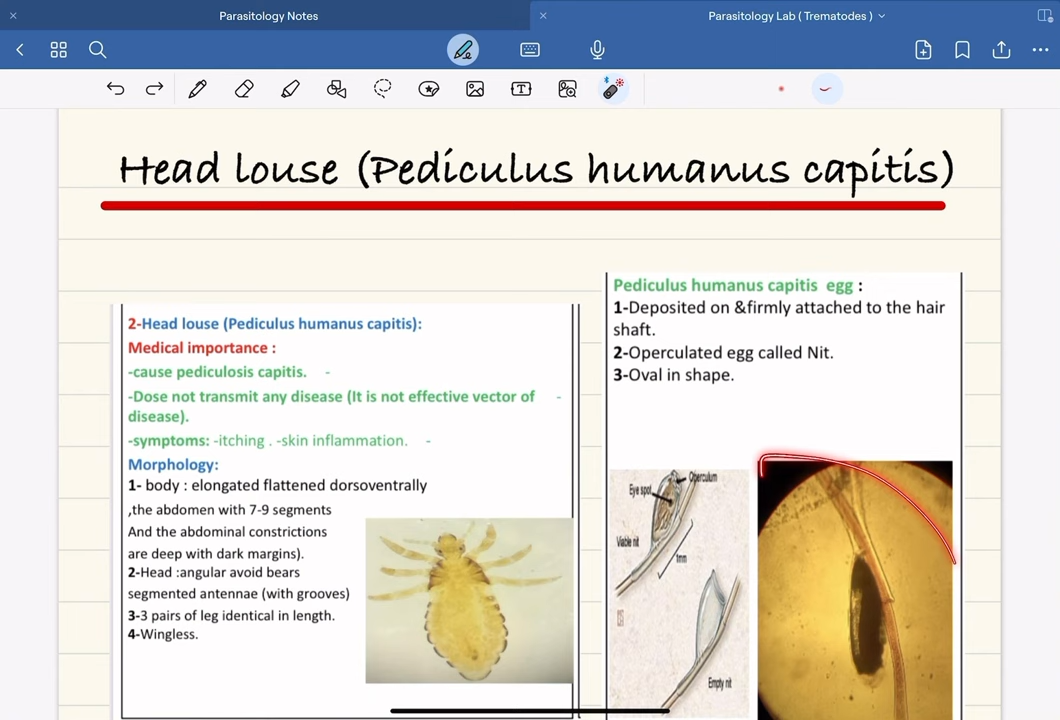 Parasitology Notes
Parasitology Lab ( Trematodes )
Head louse (Pediculus humanus capitis)
2-Head louse (Pediculus humanus capitis):
Medical importance :
-cause pediculosis capitis. -
-Dose not transmit any disease (It is not effective vector of -
disease).
-symptoms: -itching . -skin inflammation. -
Morphology:
1- body : elongated flattened dorsoventrally
,the abdomen with 7-9 segments
And the abdominal constrictions
are deep with dark margins).
2-Head :angular avoid bears
segmented antennae (with grooves)
3-3 pairs of leg identical in length.
4-Wingless.
Pediculus humanus capitis egg :
1-Deposited on &firmly attached to the hair
shaft.
2-Operculated egg called Nit.
3-Oval in shape.
Operculum
Eye spot
Viable nit
1mm
Empty nit